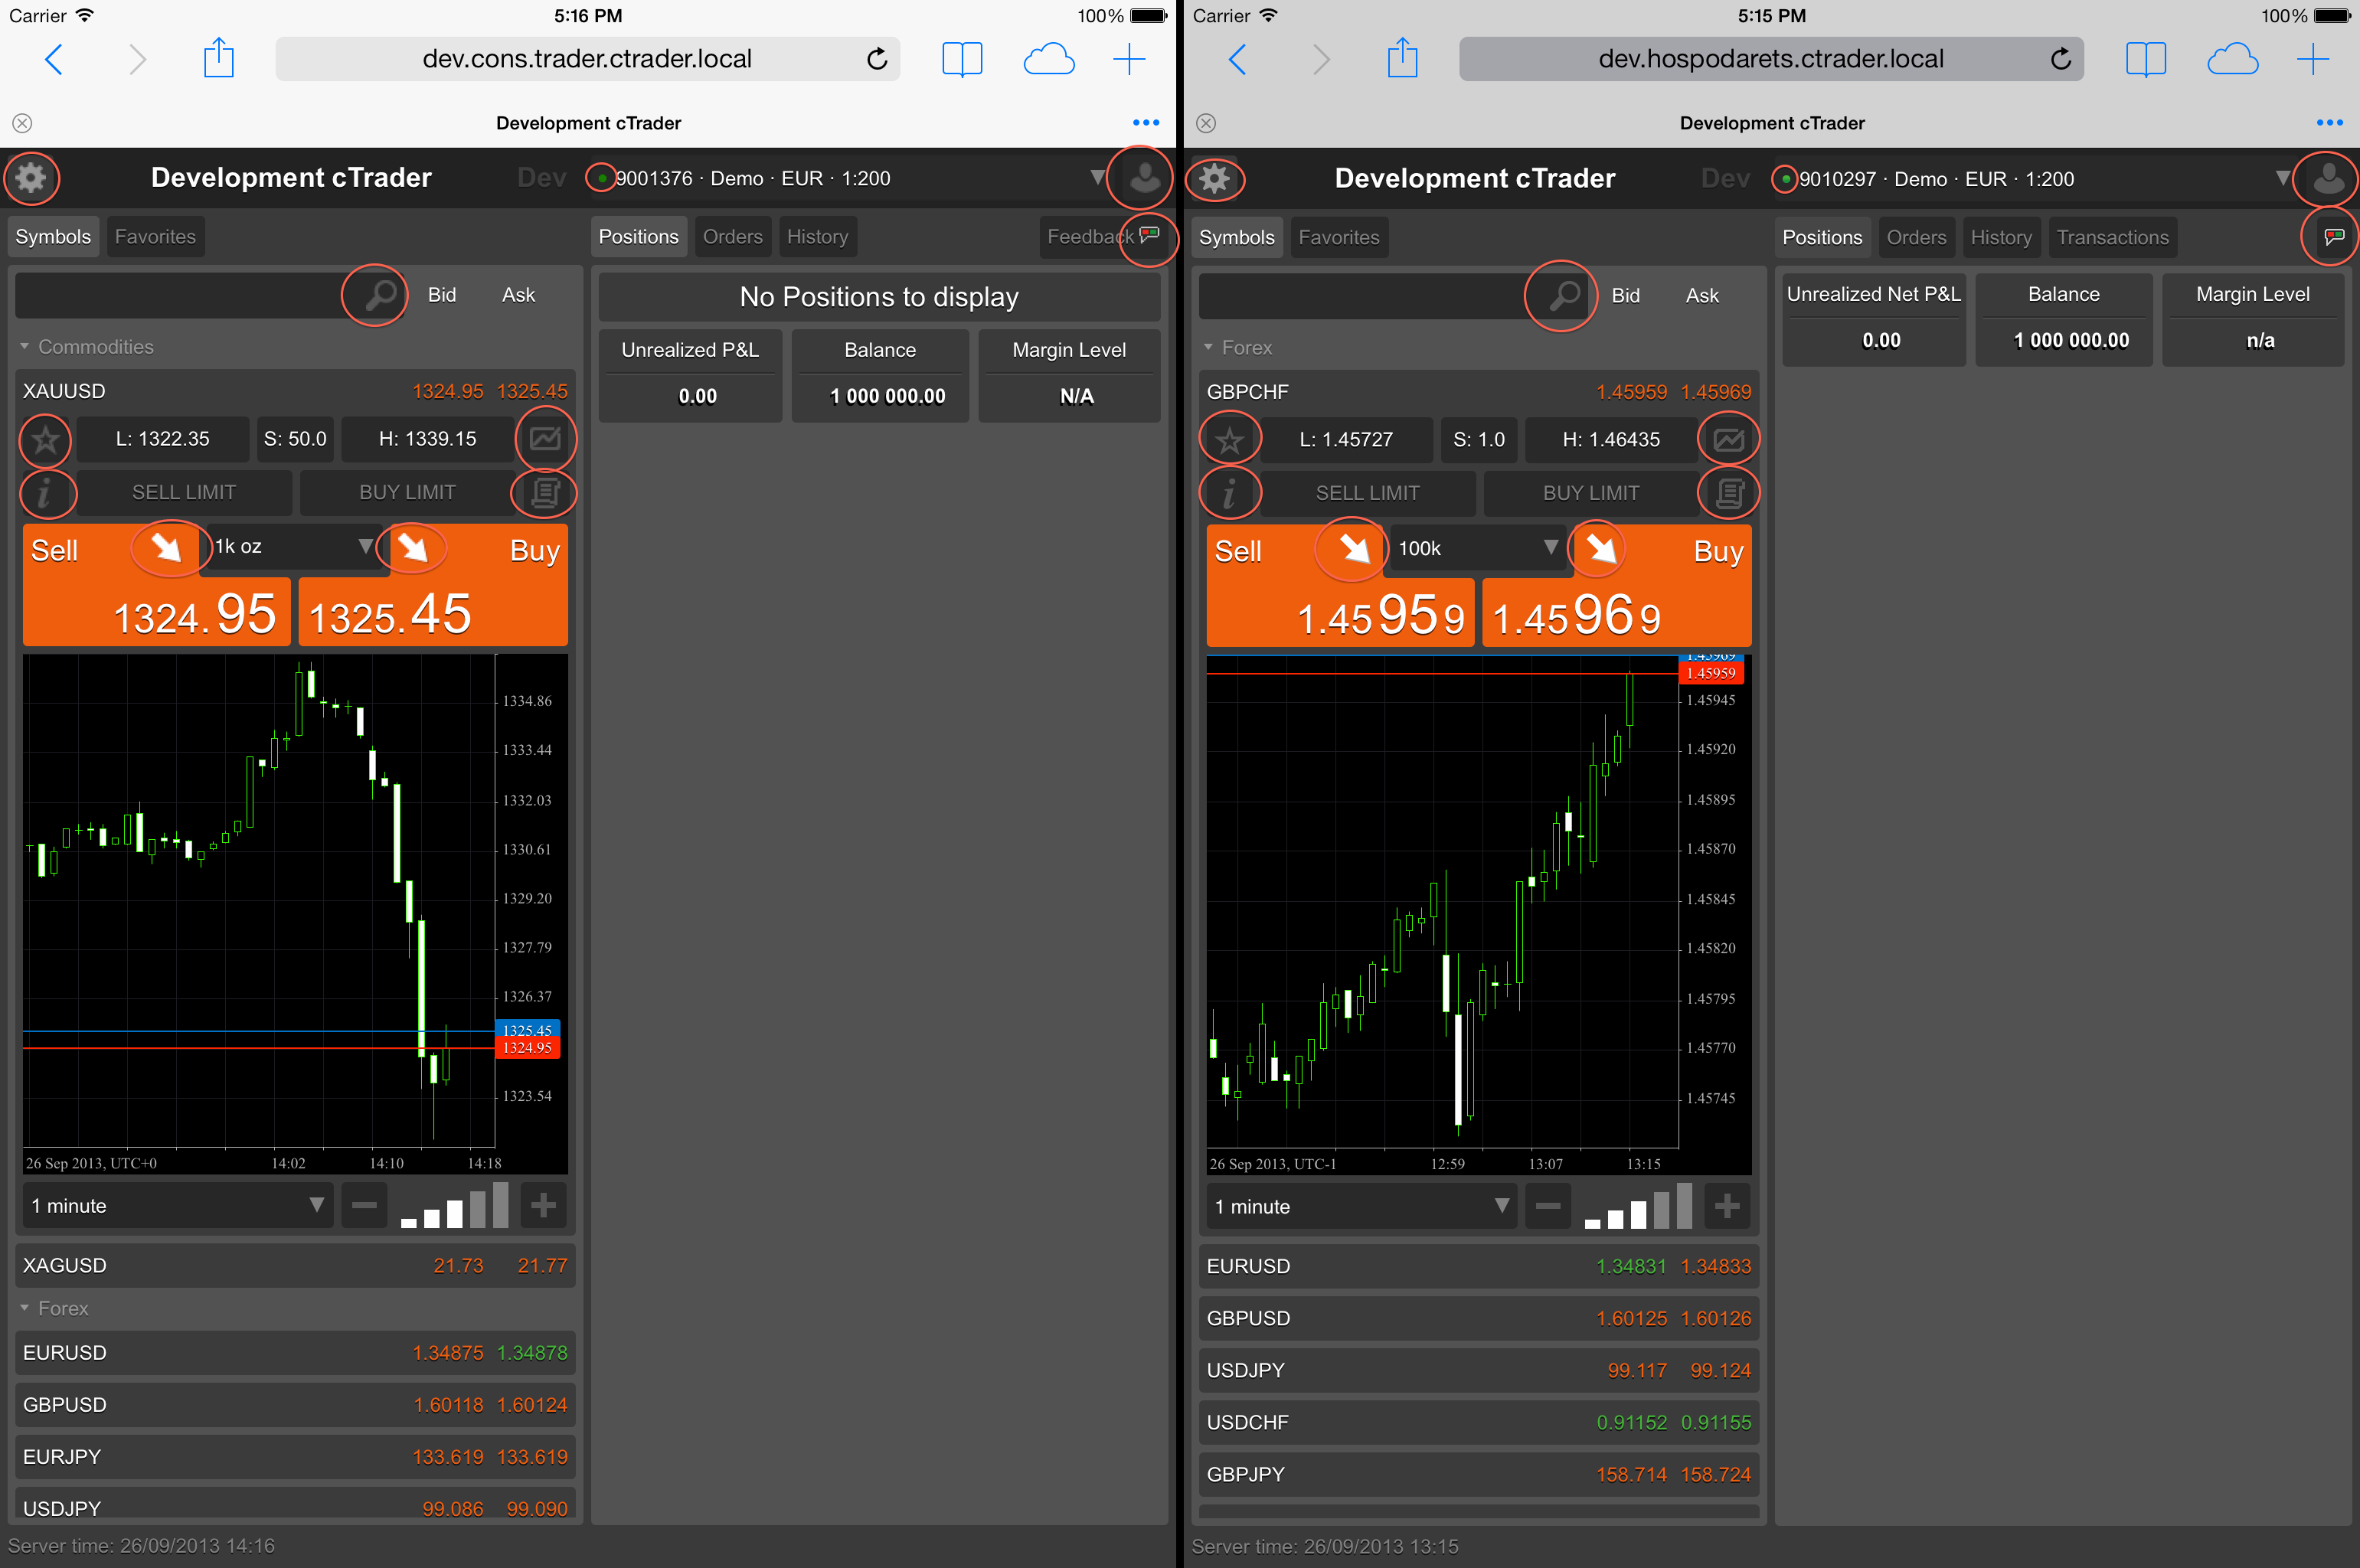 Carrier 5:16 PM 100%
dev.cons.trader.ctrader.local
Development cTrader
Development cTrader Dev 9001376 · Demo · EUR · 1:200
Symbols Favorites Positions Orders History Feedback
Bid Ask
No Positions to display
Commodities
Unrealized P&L Balance Margin Level
0.00 1 000 000.00 N/A
XAUUSD 1324.95 1325.45
L: 1322.35 S: 50.0 H: 1339.15
i SELL LIMIT BUY LIMIT
Sell 1k oz Buy
1324.95 1325.45
1334.86
1333.44
1332.03
1330.61
1329.20
1327.79
1326.37
1325.45
1324.95
1323.54
26 Sep 2013, UTC+0 14:02 14:10 14:18
1 minute
XAGUSD 21.73 21.77
Forex
EURUSD 1.34875 1.34878
GBPUSD 1.60118 1.60124
EURJPY 133.619 133.619
USDJPY 99.086 99.090
Server time: 26/09/2013 14:16
Carrier 5:15 PM 100%
dev.hospodarets.ctrader.local
Development cTrader
Development cTrader Dev 9010297 · Demo · EUR · 1:200
Symbols Favorites Positions Orders History Transactions
Bid Ask
Unrealized Net P&L Balance Margin Level
0.00 1 000 000.00 n/a
Forex
GBPCHF 1.45959 1.45969
L: 1.45727 S: 1.0 H: 1.46435
i SELL LIMIT BUY LIMIT
Sell 100k Buy
1.45959 1.45969
1.45969
1.45959
1.45945
1.45920
1.45895
1.45870
1.45845
1.45820
1.45795
1.45770
1.45745
26 Sep 2013, UTC-1 12:59 13:07 13:15
1 minute
EURUSD 1.34831 1.34833
GBPUSD 1.60125 1.60126
USDJPY 99.117 99.124
USDCHF 0.91152 0.91155
GBPJPY 158.714 158.724
Server time: 26/09/2013 13:15